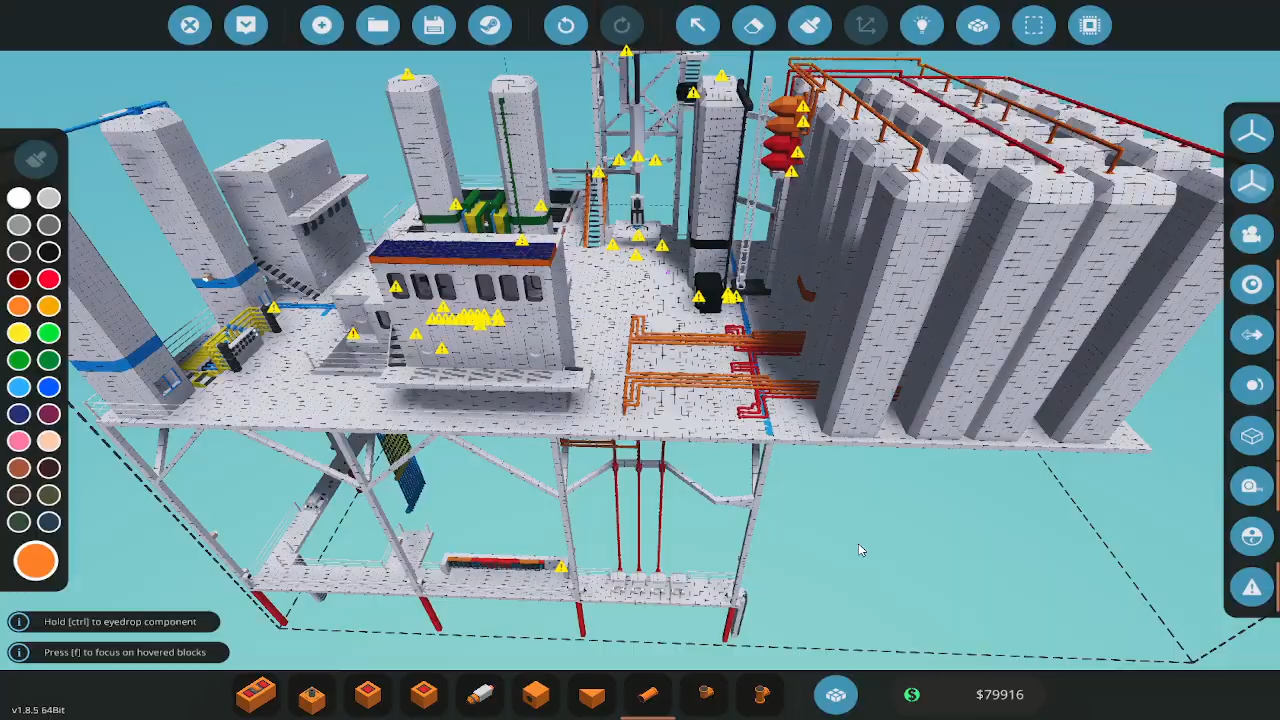 Hold [ctrl] to eyedrop component
Press [f] to focus on hovered blocks
v1.8.5 64Bit
$79916